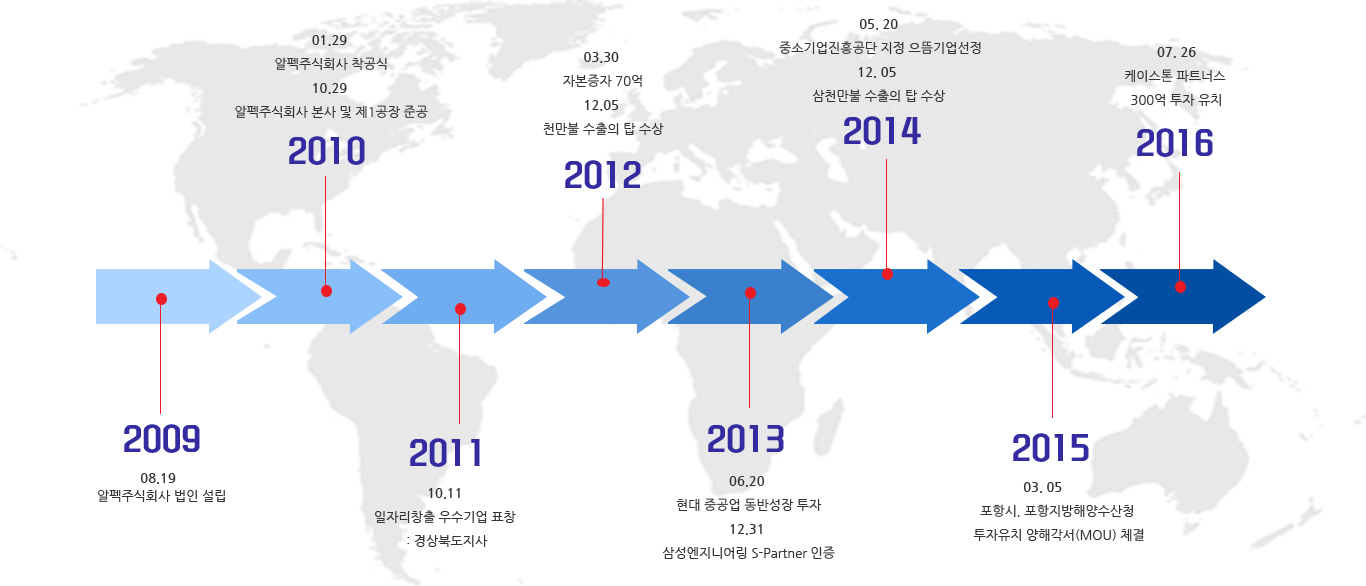 2009
08.19
알펙주식회사 법인 설립
01.29
알펙주식회사 착공식
10.29
알펙주식회사 본사 및 제1공장 준공
2010
2011
10.11
일자리창출 우수기업 표창
: 경상북도지사
03.30
자본증자 70억
12.05
천만불 수출의 탑 수상
2012
2013
06.20
현대 중공업 동반성장 투자
12.31
삼성엔지니어링 S-Partner 인증
05. 20
중소기업진흥공단 지정 으뜸기업선정
12. 05
삼천만불 수출의 탑 수상
2014
2015
03. 05
포항시, 포항지방해양수산청
투자유치 양해각서(MOU) 체결
07. 26
케이스톤 파트너스
300억 투자 유치
2016